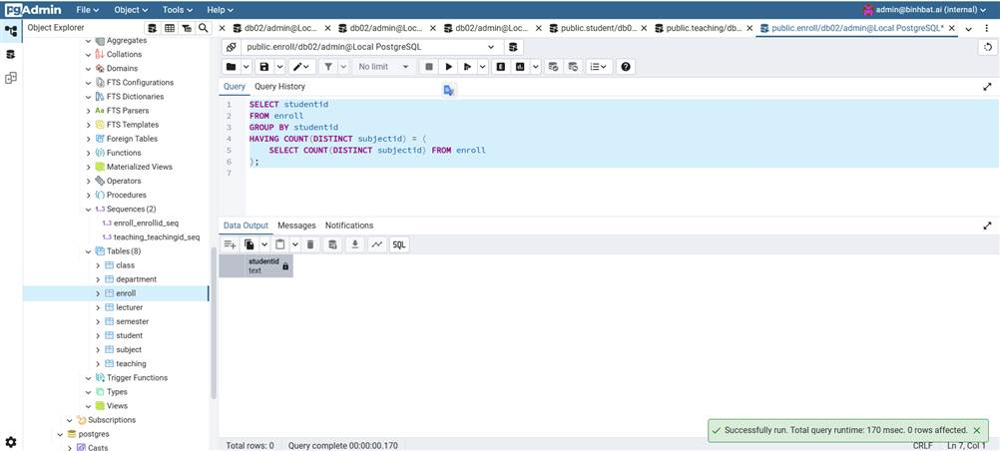 pgAdmin File Object Tools Help admin@binhbat.ai (internal)
Object Explorer
db02/admin@Loc... db02/admin@Loc... db02/admin@Loc... public.student/db0... public.teaching/db... public.enroll/db02/admin@Local PostgreSQL*
public.enroll/db02/admin@Local PostgreSQL
No limit
Query Query History
1 SELECT studentid
2 FROM enroll
3 GROUP BY studentid
4 HAVING COUNT(DISTINCT subjectid) = (
5 SELECT COUNT(DISTINCT subjectid) FROM enroll
6 );
7
Aggregates
Collations
Domains
FTS Configurations
FTS Dictionaries
Aa FTS Parsers
FTS Templates
Foreign Tables
Functions
Materialized Views
Operators
Procedures
1..3 Sequences (2)
1..3 enroll_enrollid_seq
1..3 teaching_teachingid_seq
Tables (8)
class
department
enroll
lecturer
semester
student
subject
teaching
Trigger Functions
Types
Views
Subscriptions
postgres
Casts
Data Output Messages Notifications
SQL
studentid
text
Successfully run. Total query runtime: 170 msec. 0 rows affected.
Total rows: 0 Query complete 00:00:00.170 CRLF Ln 7, Col 1